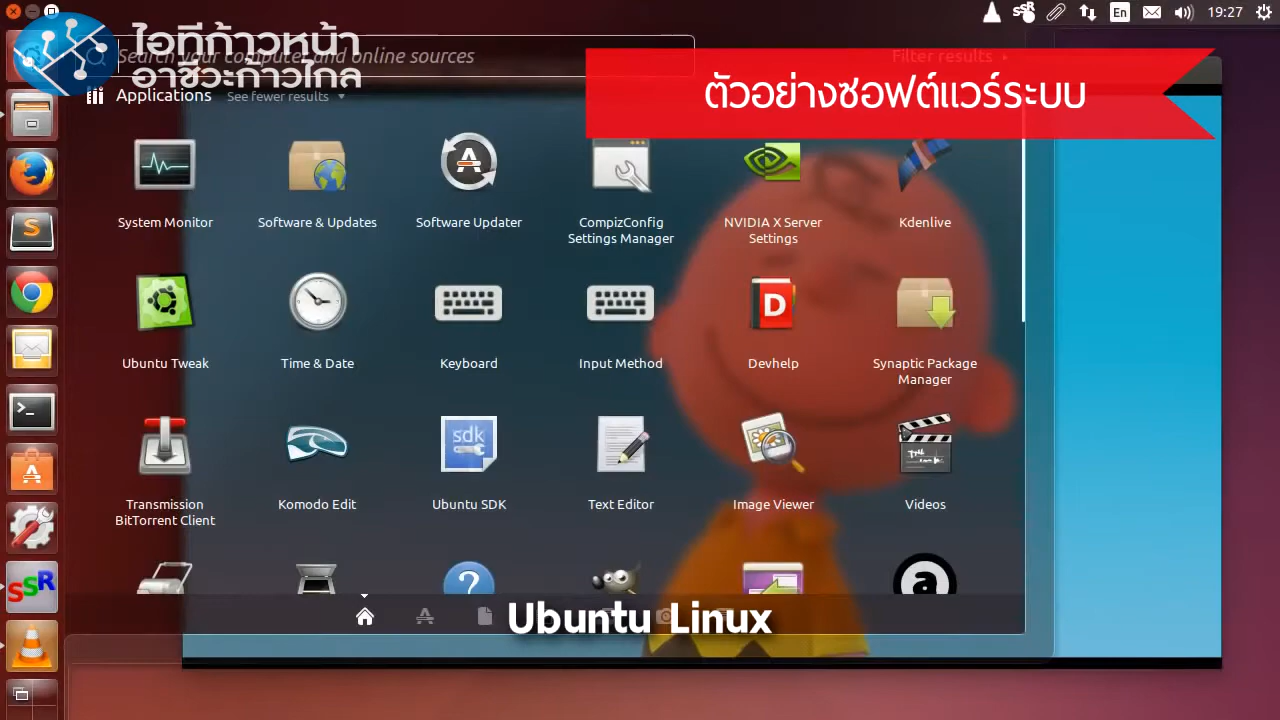 En
19:27
ไอทีก้าวหน้า
อาชีวะก้าวไกล
Search your computer and online sources
Filter results
ตัวอย่างซอฟต์แวร์ระบบ
Applications
See fewer results
System Monitor
Software & Updates
Software Updater
CompizConfig
Settings Manager
NVIDIA X Server
Settings
Kdenlive
Ubuntu Tweak
Time & Date
Keyboard
Input Method
D
Devhelp
Synaptic Package
Manager
Transmission
BitTorrent Client
Komodo Edit
sdk
Ubuntu SDK
Text Editor
Image Viewer
Videos
SSR
?
a
Ubuntu Linux